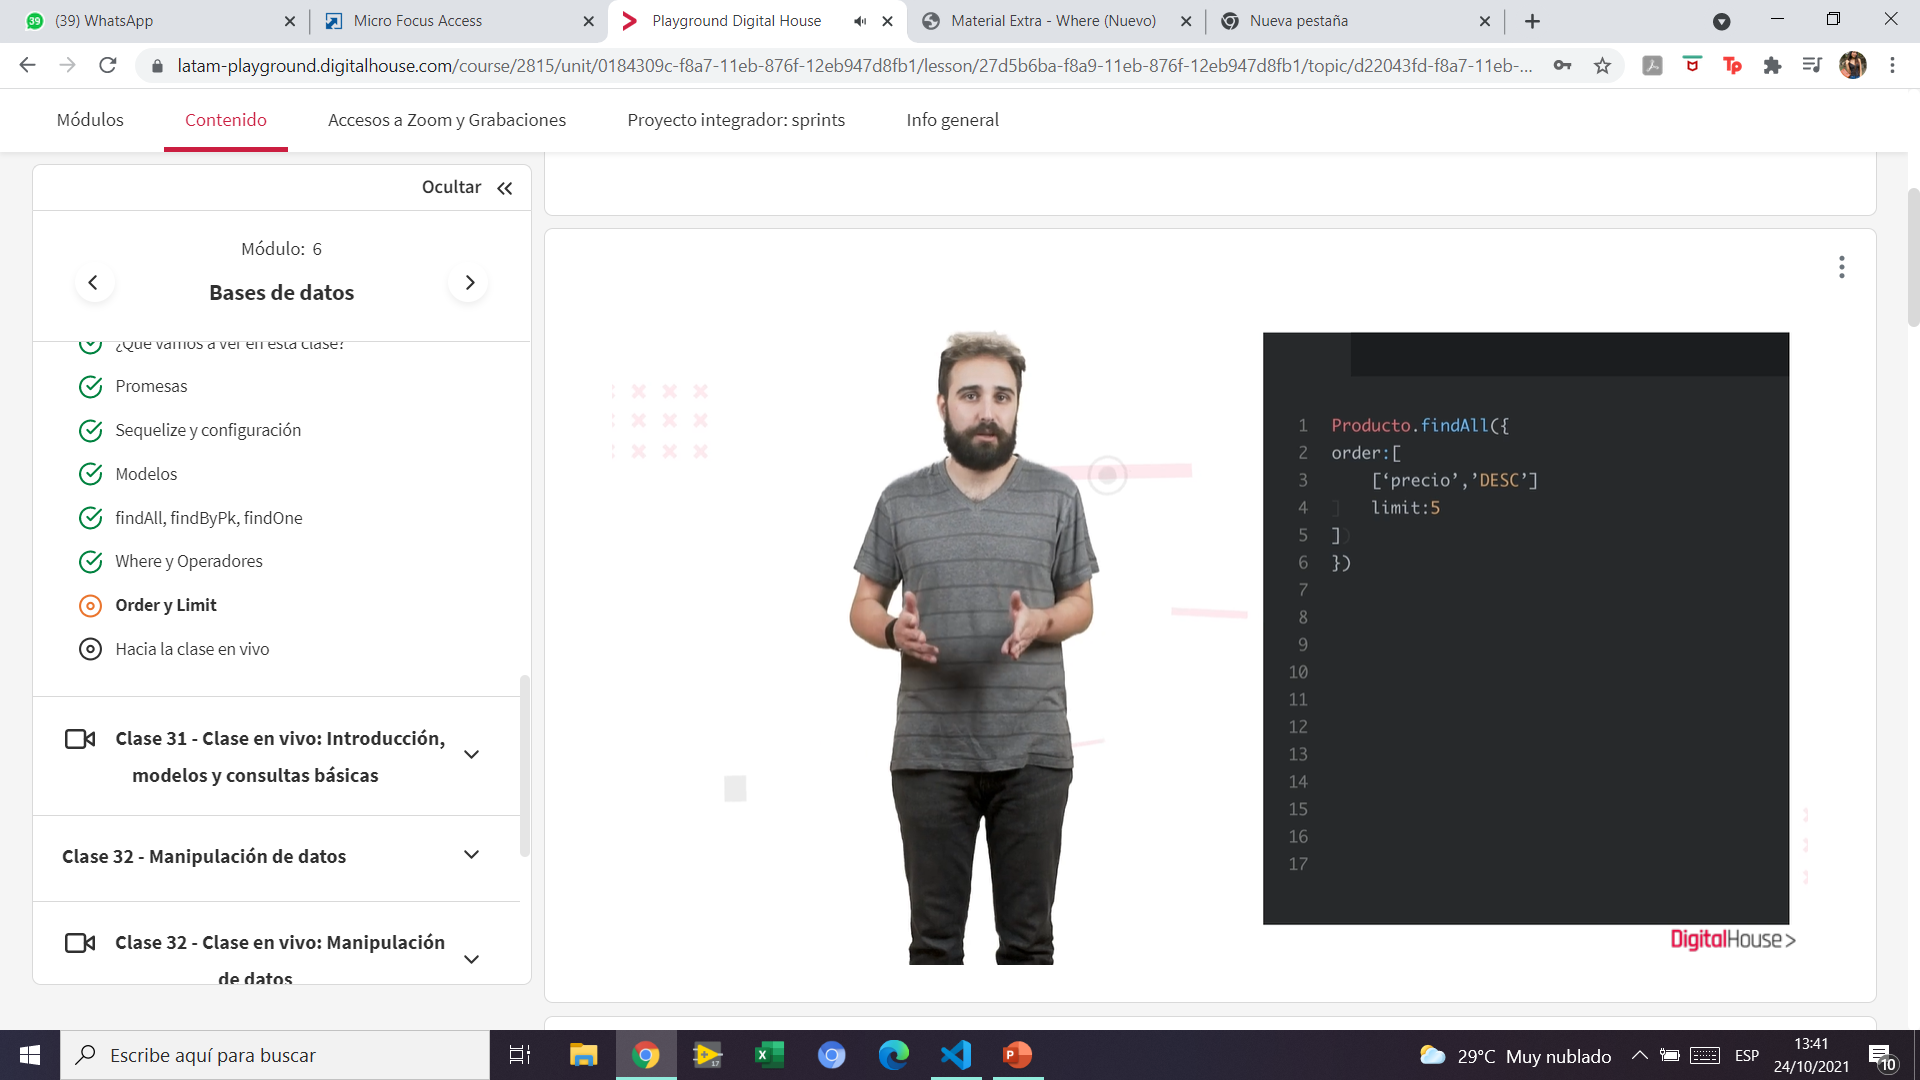 (39) WhatsApp
Micro Focus Access
Playground Digital House
Material Extra - Where (Nuevo)
Nueva pestaña
latam-playground.digitalhouse.com/course/2815/unit/0184309c-f8a7-11eb-876f-12eb947d8fb1/lesson/27d5b6ba-f8a9-11eb-876f-12eb947d8fb1/topic/d22043fd-f8a7-11eb-...
Módulos
Contenido
Accesos a Zoom y Grabaciones
Proyecto integrador: sprints
Info general
Ocultar
Módulo: 6
Bases de datos
¿Qué vamos a ver en esta clase?
Promesas
Sequelize y configuración
Modelos
findAll, findByPk, findOne
Where y Operadores
Order y Limit
Hacia la clase en vivo
Clase 31 - Clase en vivo: Introducción,
modelos y consultas básicas
Clase 32 - Manipulación de datos
Clase 32 - Clase en vivo: Manipulación
de datos
1 Producto.findAll({
2 order:[
3 [‘precio’,’DESC’]
4 ] limit:5
5 ]
6 })
7
8
9
10
11
12
13
14
15
16
17
DigitalHouse>
Escribe aquí para buscar
29°C Muy nublado
ESP
13:41
24/10/2021
10